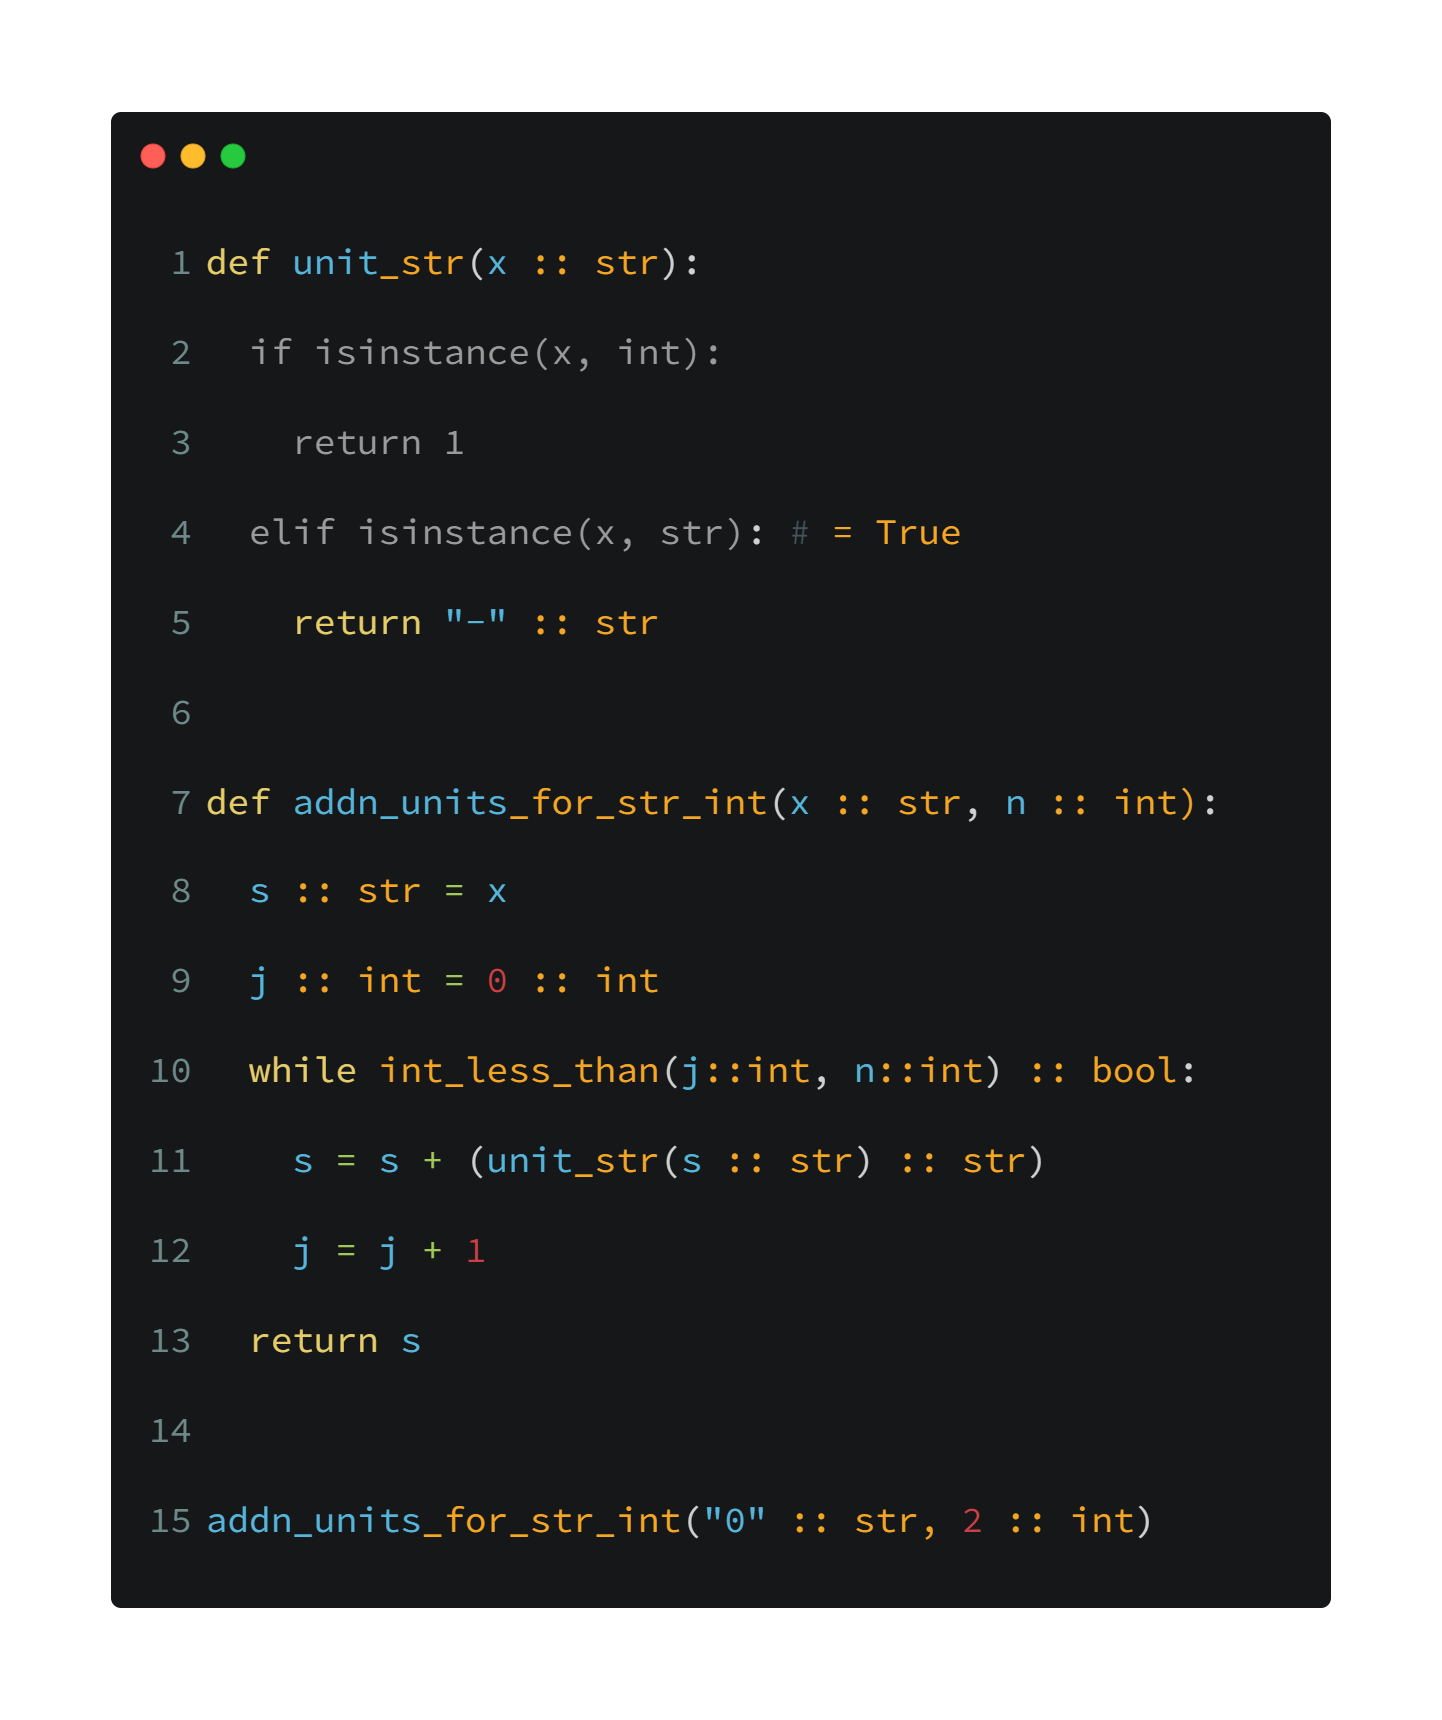 1 def unit_str(x :: str):
2   if isinstance(x, int):
3     return 1
4   elif isinstance(x, str): # = True
5     return "-" :: str
6
7 def addn_units_for_str_int(x :: str, n :: int):
8   s :: str = x
9   j :: int = 0 :: int
10   while int_less_than(j::int, n::int) :: bool:
11     s = s + (unit_str(s :: str) :: str)
12     j = j + 1
13   return s
14
15 addn_units_for_str_int("0" :: str, 2 :: int)